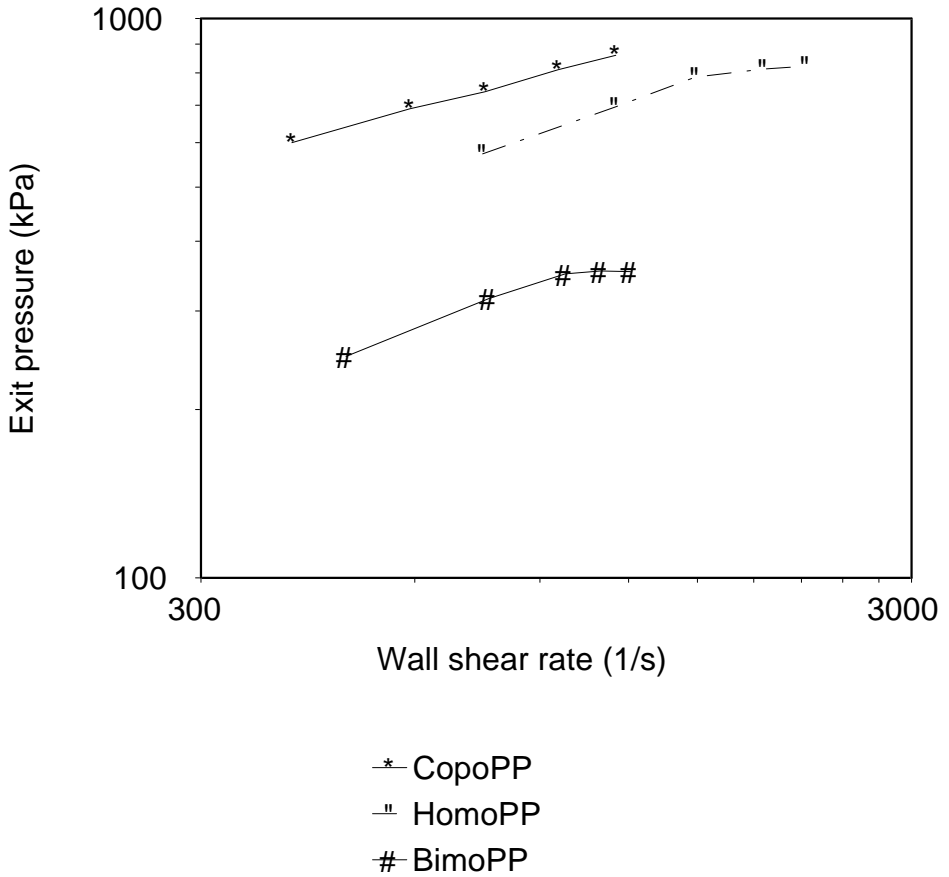 1000
Exit pressure (kPa)
100
300
3000
Wall shear rate (1/s)
* CopoPP
" HomoPP
# BimoPP